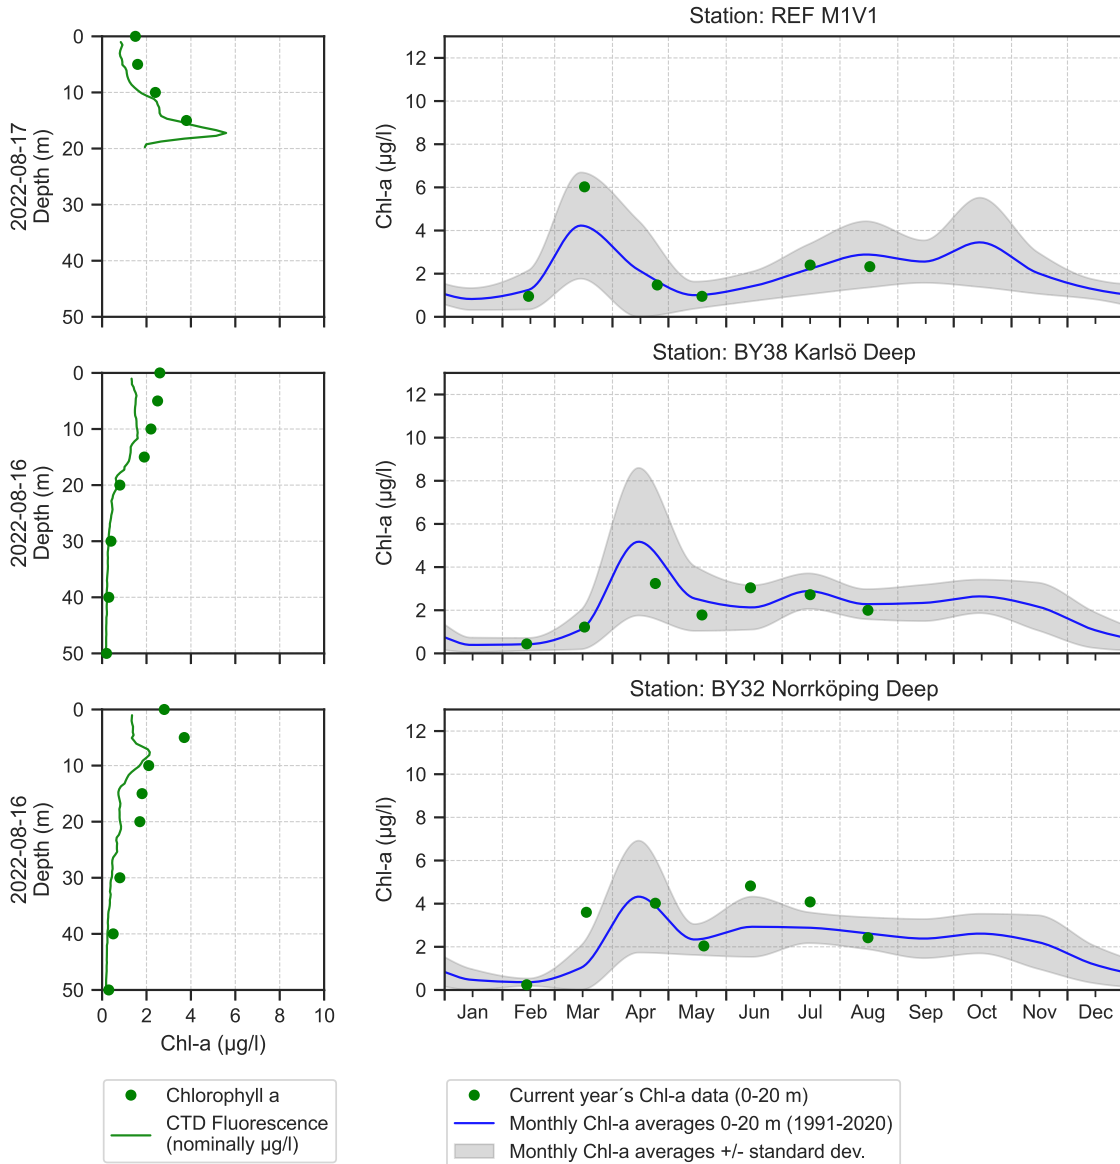 Station: REF M1V1
0
10
20
30
40
50
2022-08-17
Depth (m)
12
10
8
6
4
2
0
Chl-a (µg/l)
Station: BY38 Karlsö Deep
0
10
20
30
40
50
2022-08-16
Depth (m)
12
10
8
6
4
2
0
Chl-a (µg/l)
Station: BY32 Norrköping Deep
0
10
20
30
40
50
2022-08-16
Depth (m)
12
10
8
6
4
2
0
Chl-a (µg/l)
0 2 4 6 8 10
Chl-a (µg/l)
Jan Feb Mar Apr May Jun Jul Aug Sep Oct Nov Dec
Chlorophyll a
CTD Fluorescence
(nominally µg/l)
Current year´s Chl-a data (0-20 m)
Monthly Chl-a averages 0-20 m (1991-2020)
Monthly Chl-a averages +/- standard dev.